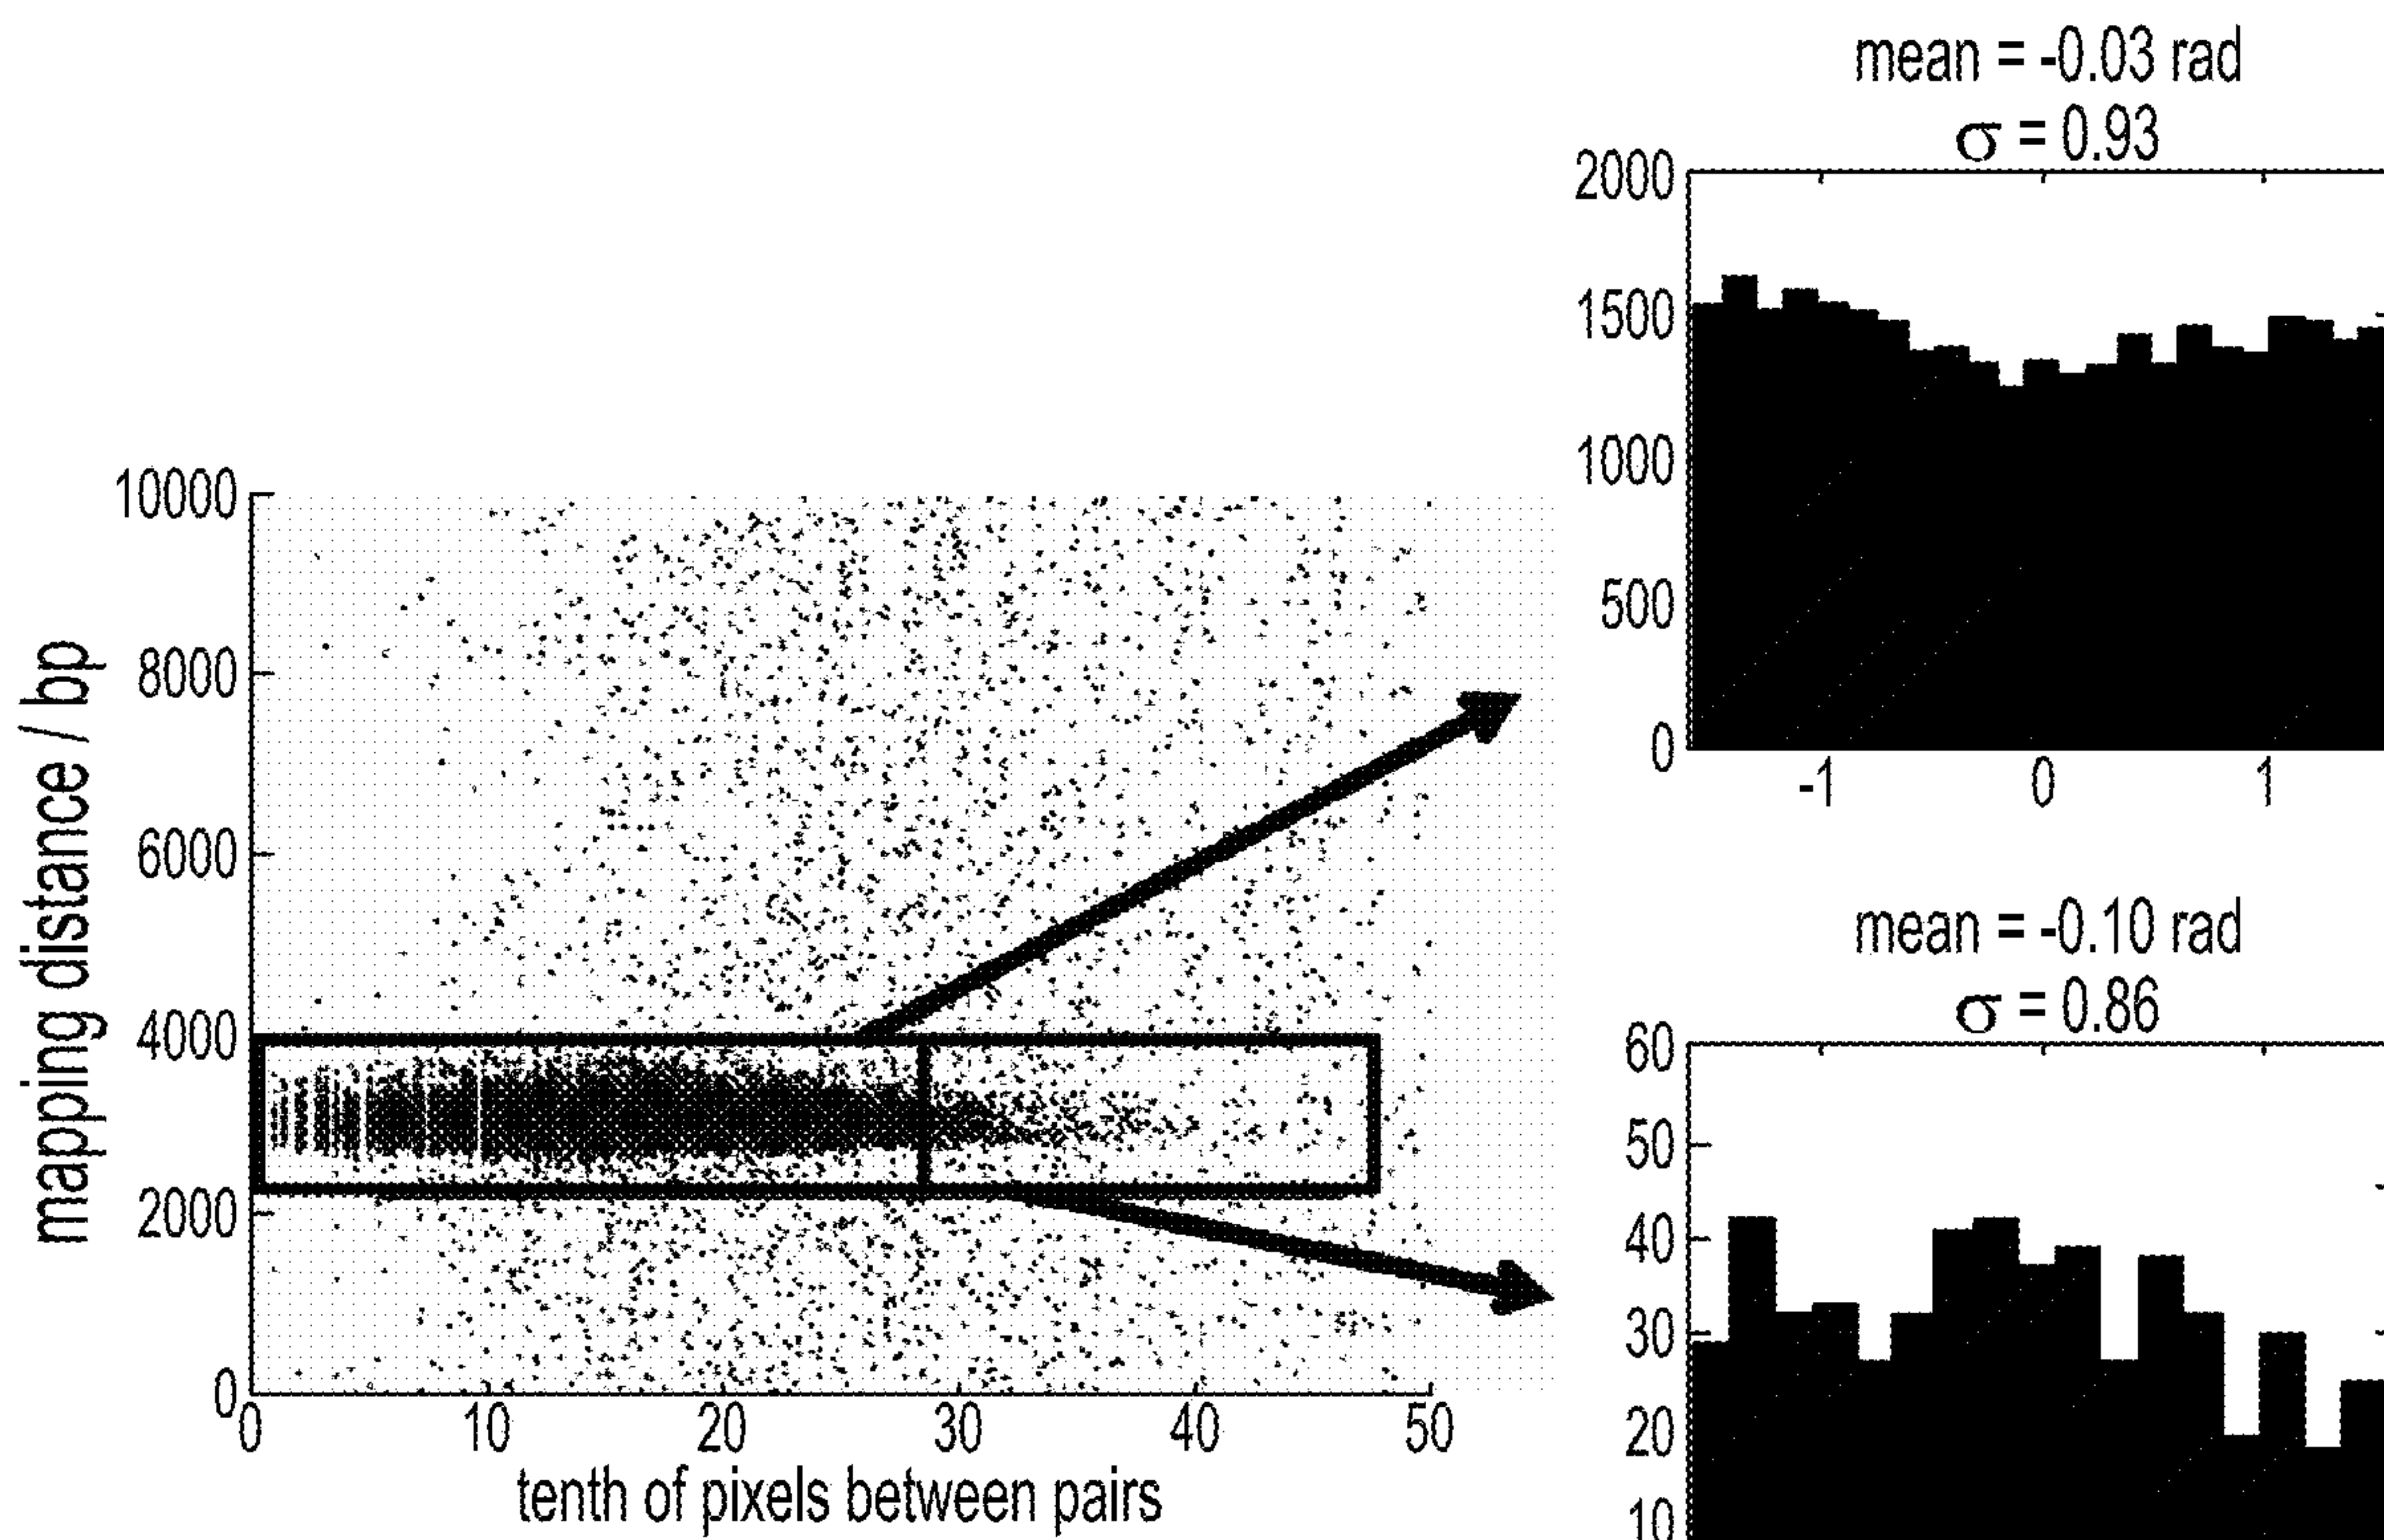 mean = -0.03 rad
σ = 0.93
2000
1500
1000
500
0
-1 0 1
mapping distance / bp
10000
8000
6000
4000
2000
0
0 10 20 30 40 50
tenth of pixels between pairs
mean = -0.10 rad
σ = 0.86
60
50
40
30
20
10